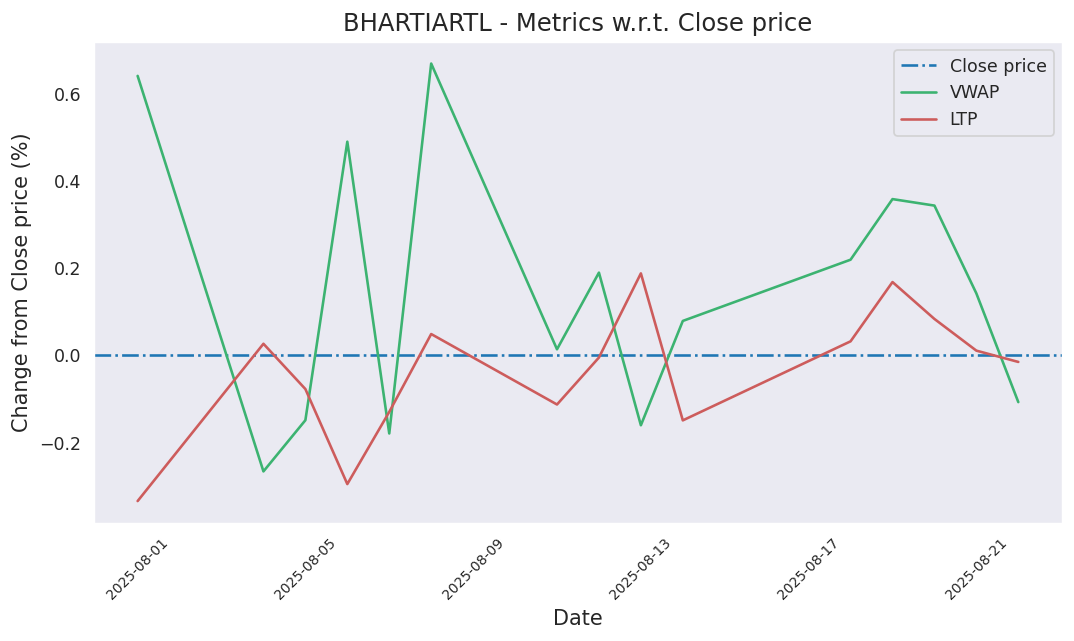 BHARTIARTL - Metrics w.r.t. Close price
Close price
VWAP
LTP
Change from Close price (%)
0.6
0.4
0.2
0.0
−0.2
2025-08-01
2025-08-05
2025-08-09
2025-08-13
2025-08-17
2025-08-21
Date